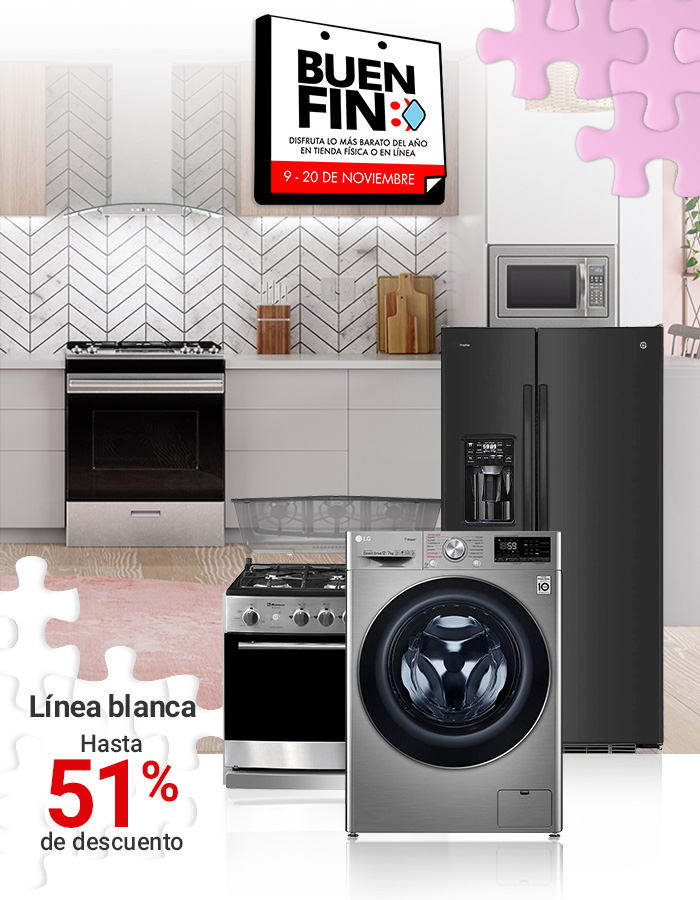 BUEN
FIN
DISFRUTA LO MÁS BARATO DEL AÑO
EN TIENDA FÍSICA O EN LÍNEA
9 - 20 DE NOVIEMBRE
LG
Línea blanca
Hasta
51%
de descuento